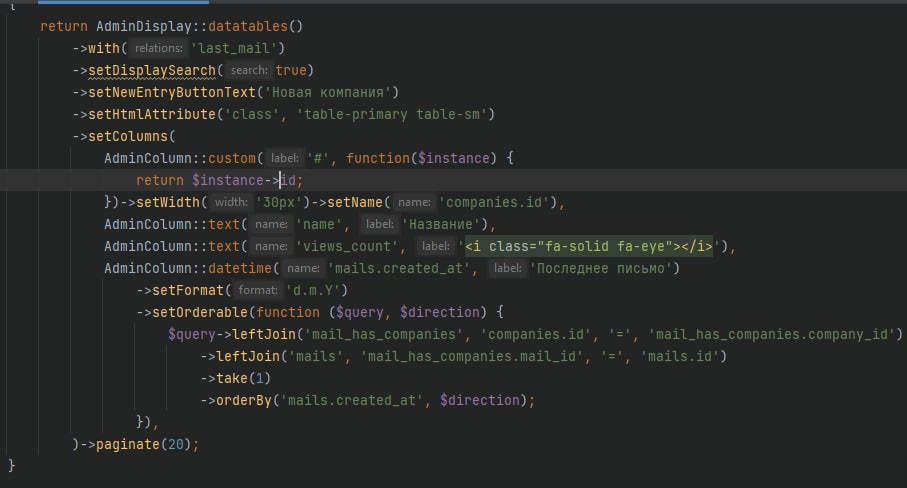 {
return AdminDisplay::datatables()
->with( relations: 'last_mail')
->setDisplaySearch( search: true)
->setNewEntryButtonText('Новая компания')
->setHtmlAttribute('class', 'table-primary table-sm')
->setColumns(
AdminColumn::custom( label: '#', function($instance) {
return $instance->id;
})->setWidth( width: '30px')->setName( name: 'companies.id'),
AdminColumn::text( name: 'name', label: 'Название'),
AdminColumn::text( name: 'views_count', label: '<i class="fa-solid fa-eye"></i>'),
AdminColumn::datetime( name: 'mails.created_at', label: 'Последнее письмо')
->setFormat( format: 'd.m.Y')
->setOrderable(function ($query, $direction) {
$query->leftJoin('mail_has_companies', 'companies.id', '=', 'mail_has_companies.company_id')
->leftJoin('mails', 'mail_has_companies.mail_id', '=', 'mails.id')
->take(1)
->orderBy('mails.created_at', $direction);
}),
)->paginate(20);
}